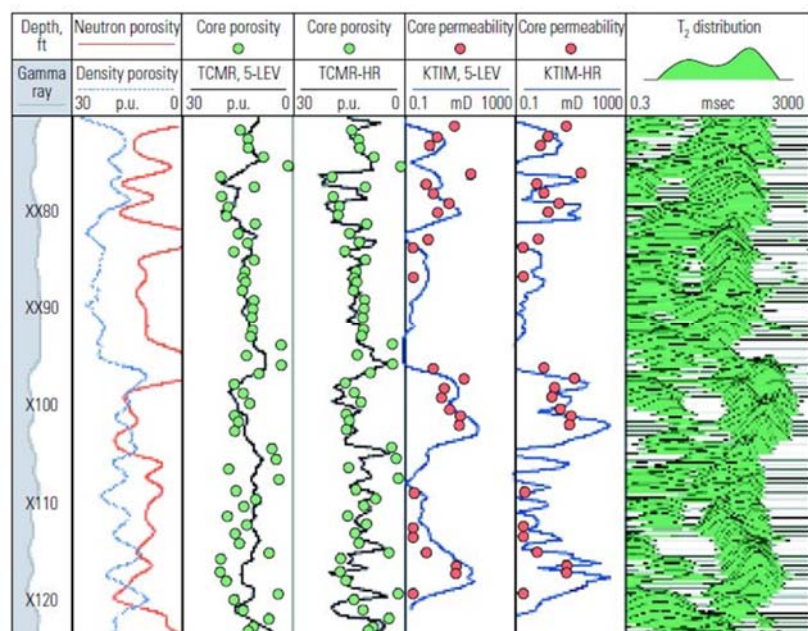 Depth, ft
Gamma ray
Neutron porosity
Density porosity
30 p.u. 0
Core porosity
TCMR, 5-LEV
30 p.u. 0
Core porosity
TCMR-HR
30 p.u. 0
Core permeability
KTIM, 5-LEV
0.1 mD 1000
Core permeability
KTIM-HR
0.1 mD 1000
T2 distribution
0.3 msec 3000
XX80
XX90
X100
X110
X120